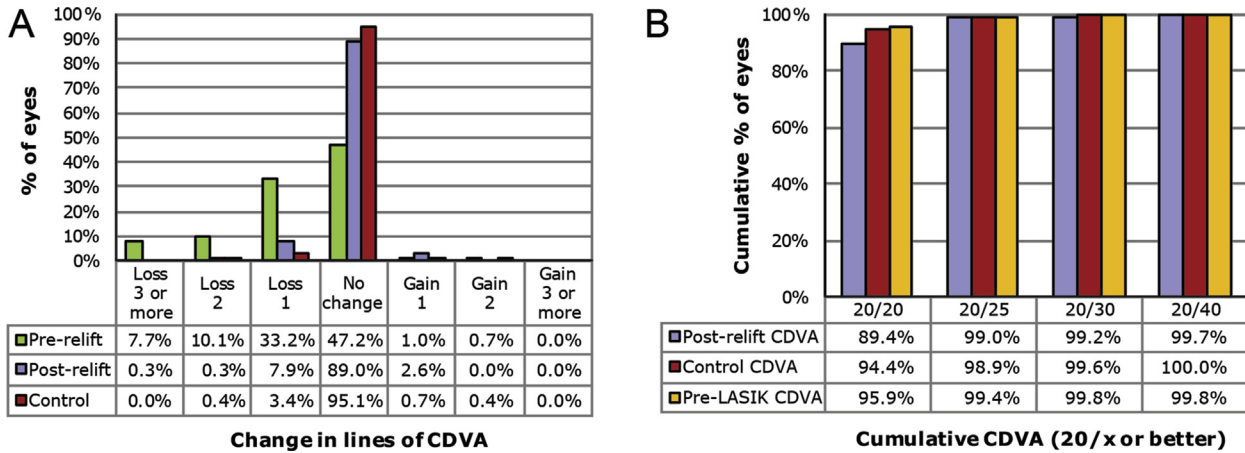 A
100%
90%
80%
70%
60%
50%
40%
30%
20%
10%
0%
% of eyes
Loss 3 or more
Loss 2
Loss 1
No change
Gain 1
Gain 2
Gain 3 or more
Pre-relift 7.7% 10.1% 33.2% 47.2% 1.0% 0.7% 0.0%
Post-relift 0.3% 0.3% 7.9% 89.0% 2.6% 0.0% 0.0%
Control 0.0% 0.4% 3.4% 95.1% 0.7% 0.4% 0.0%
Change in lines of CDVA
B
100%
80%
60%
40%
20%
0%
Cumulative % of eyes
20/20 20/25 20/30 20/40
Post-relift CDVA 89.4% 99.0% 99.2% 99.7%
Control CDVA 94.4% 98.9% 99.6% 100.0%
Pre-LASIK CDVA 95.9% 99.4% 99.8% 99.8%
Cumulative CDVA (20/x or better)